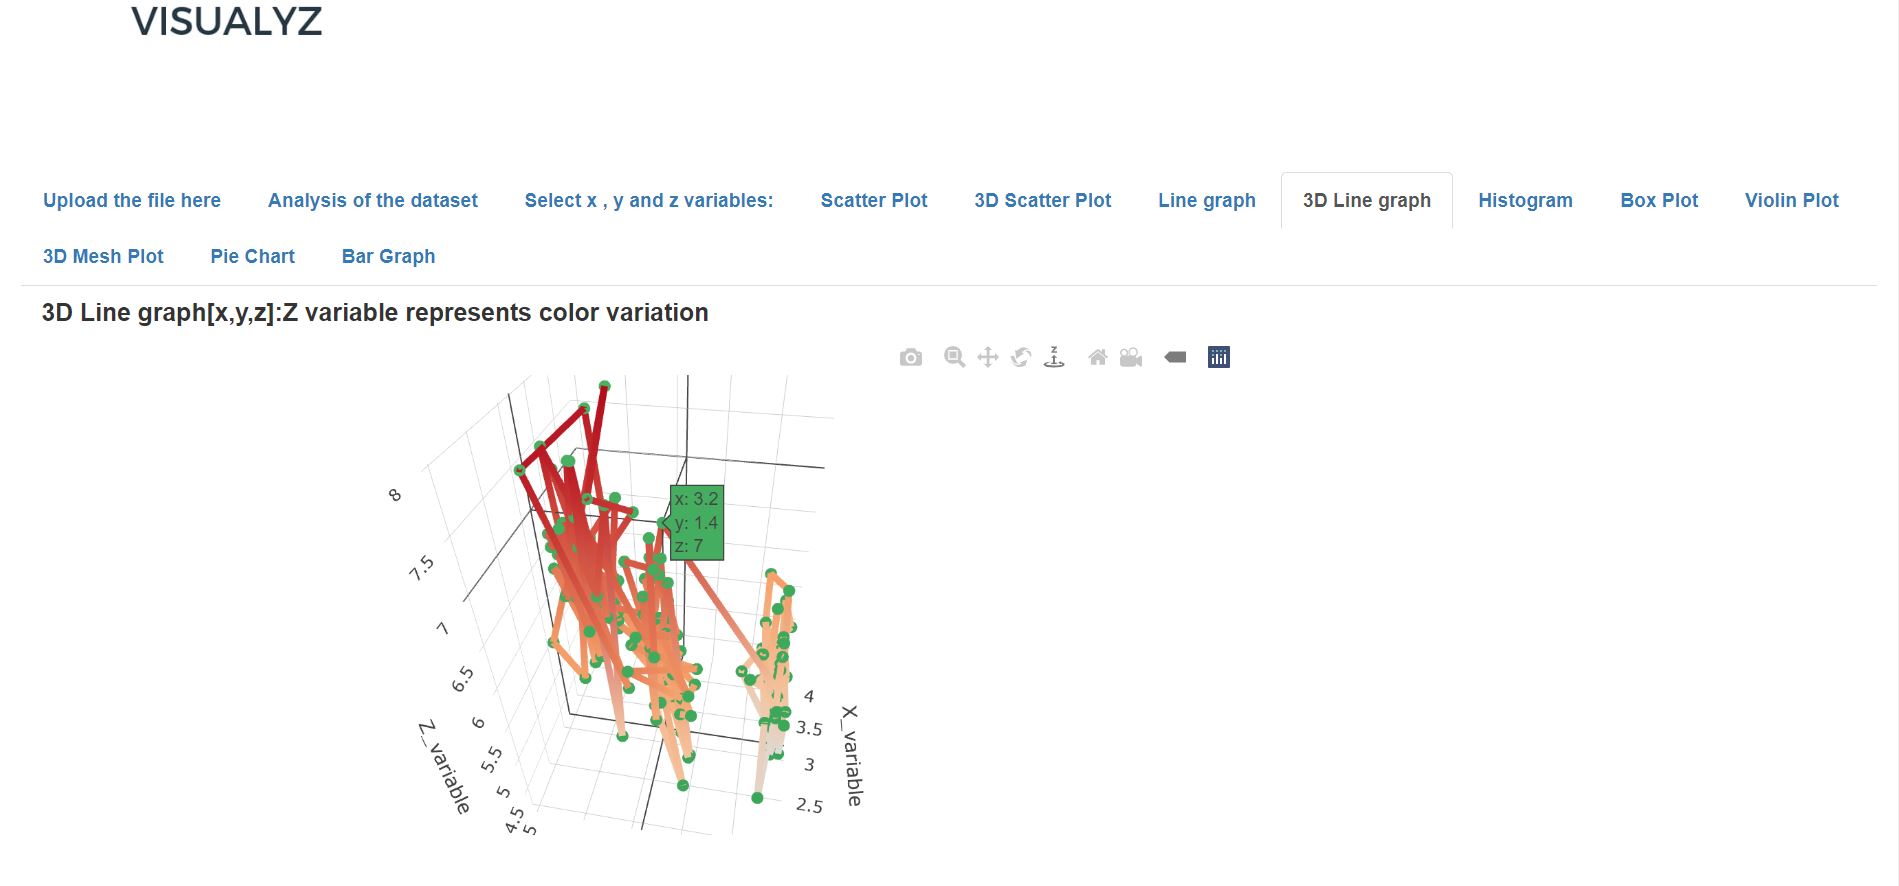 VISUALYZ
Upload the file here Analysis of the dataset Select x , y and z variables: Scatter Plot 3D Scatter Plot Line graph 3D Line graph Histogram Box Plot Violin Plot
3D Mesh Plot Pie Chart Bar Graph
3D Line graph[x,y,z]:Z variable represents color variation
z
8
x: 3.2
y: 1.4
z: 7
7.5
7
6.5
6
5.5
5
4.5
5
Z_variable
4
3.5
3
2.5
X_variable